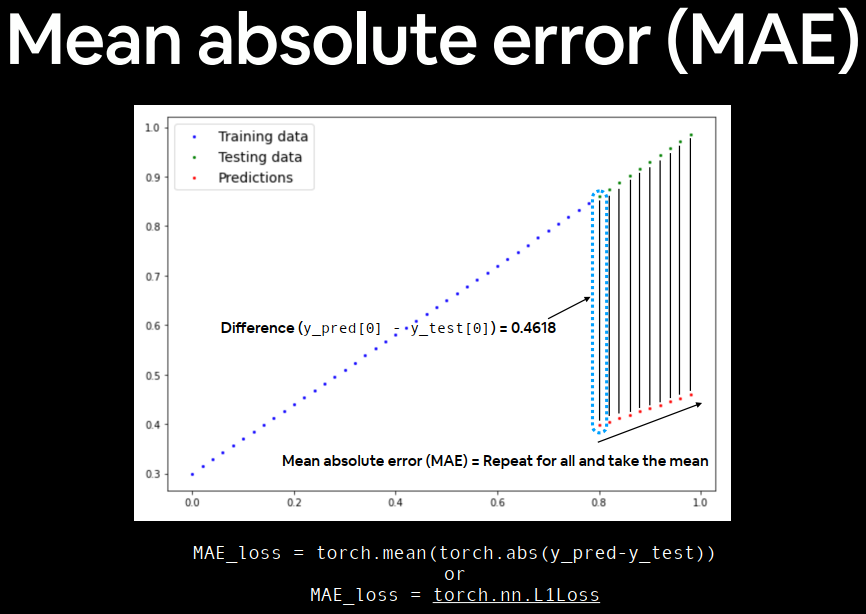 Mean absolute error (MAE)
Training data
Testing data
Predictions
1.0
0.9
0.8
0.7
0.6
0.5
0.4
0.3
Difference (y_pred[0] - y_test[0]) = 0.4618
Mean absolute error (MAE) = Repeat for all and take the mean
0.0 0.2 0.4 0.6 0.8 1.0
MAE_loss = torch.mean(torch.abs(y_pred-y_test))
or
MAE_loss = torch.nn.L1Loss